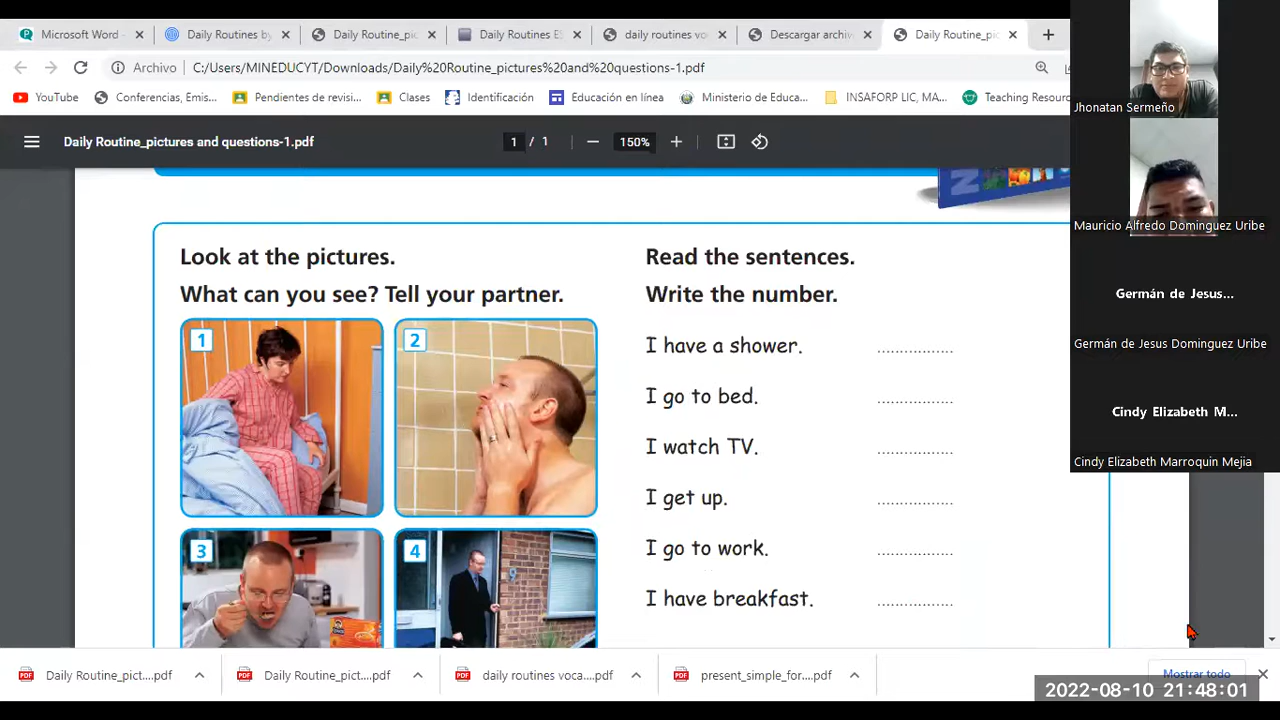 Microsoft Word -
Daily Routines by
Daily Routine_pic
Daily Routines ES
daily routines voc
Descargar archiv
Daily Routine_pic
Archivo
C:/Users/MINEDUCYT/Downloads/Daily%20Routine_pictures%20and%20questions-1.pdf
YouTube
Conferencias, Emis...
Pendientes de revisi...
Clases
Identificación
Educación en línea
Ministerio de Educa...
INSAFORP LIC, MA...
Teaching Resour
Daily Routine_pictures and questions-1.pdf
1 / 1
150%
Look at the pictures.
What can you see? Tell your partner.
1
2
3
4
Read the sentences.
Write the number.
I have a shower. ................
I go to bed. ................
I watch TV. ................
I get up. ................
I go to work. ................
I have breakfast. ................
Jhonatan Sermeño
Mauricio Alfredo Dominguez Uribe
Germán de Jesus...
Germán de Jesus Dominguez Uribe
Cindy Elizabeth M...
Cindy Elizabeth Marroquin Mejia
Daily Routine_pict....pdf
Daily Routine_pict....pdf
daily routines voca....pdf
present_simple_for....pdf
Mostrar todo
2022-08-10 21:48:01